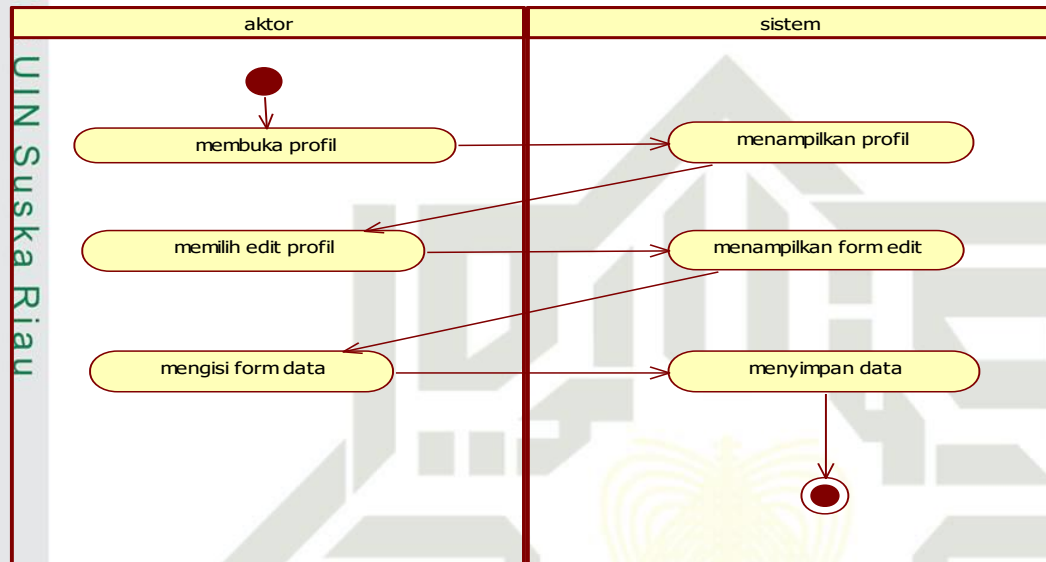 aktor
sistem
UIN Suska Riau
membuka profil
menampilkan profil
memilih edit profil
menampilkan form edit
mengisi form data
menyimpan data